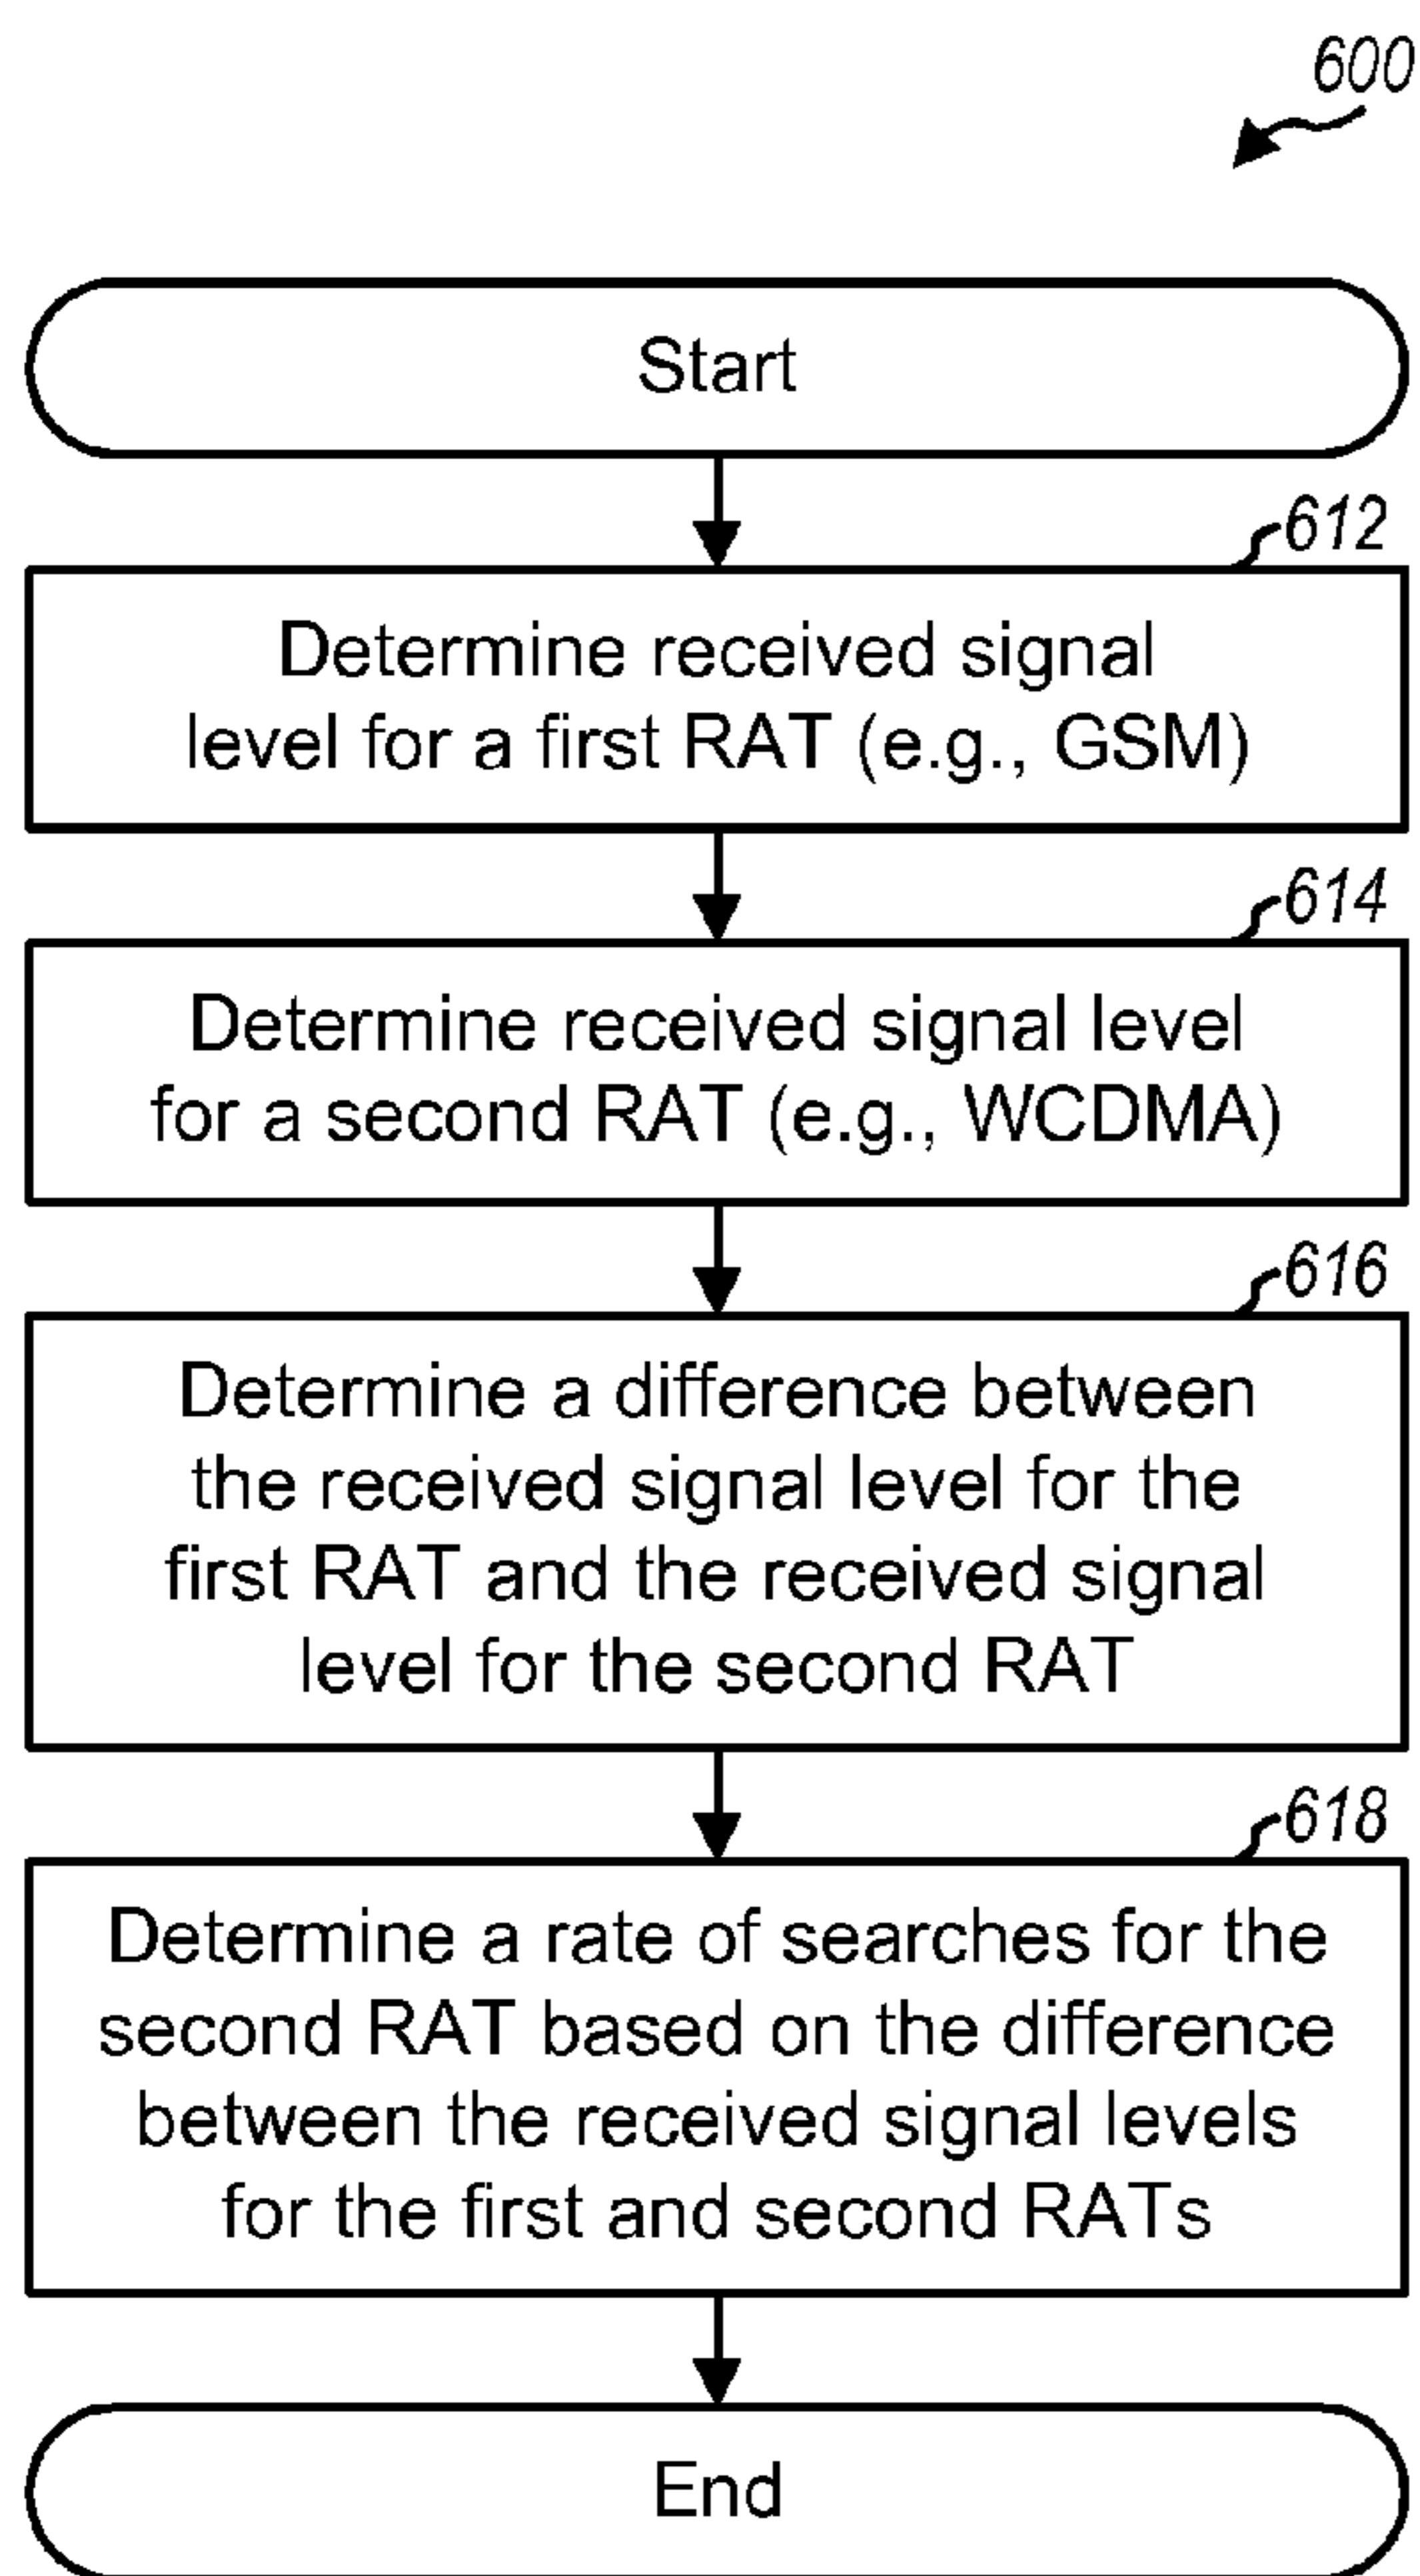 600
Start
612
Determine received signal
level for a first RAT (e.g., GSM)
614
Determine received signal level
for a second RAT (e.g., WCDMA)
616
Determine a difference between
the received signal level for the
first RAT and the received signal
level for the second RAT
618
Determine a rate of searches for the
second RAT based on the difference
between the received signal levels
for the first and second RATs
End